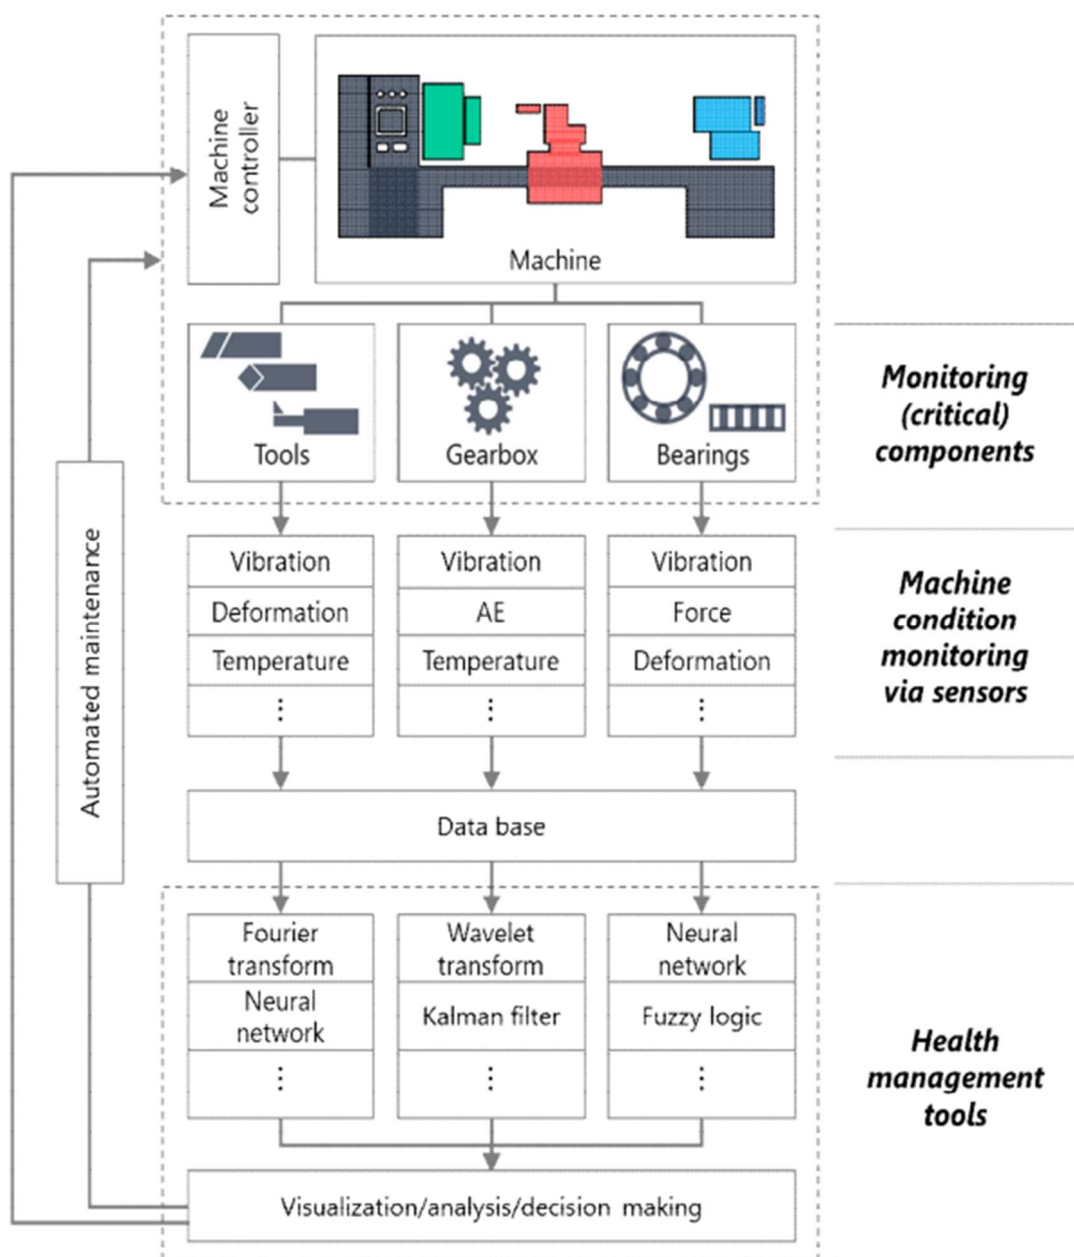 Machine
controller
Machine
Tools
Gearbox
Bearings
Monitoring
(critical)
components
Automated maintenance
Vibration
Deformation
Temperature
⋮
Vibration
AE
Temperature
⋮
Vibration
Force
Deformation
⋮
Machine
condition
monitoring
via sensors
Data base
Fourier
transform
Neural
network
⋮
Wavelet
transform
Kalman filter
⋮
Neural
network
Fuzzy logic
⋮
Health
management
tools
Visualization/analysis/decision making